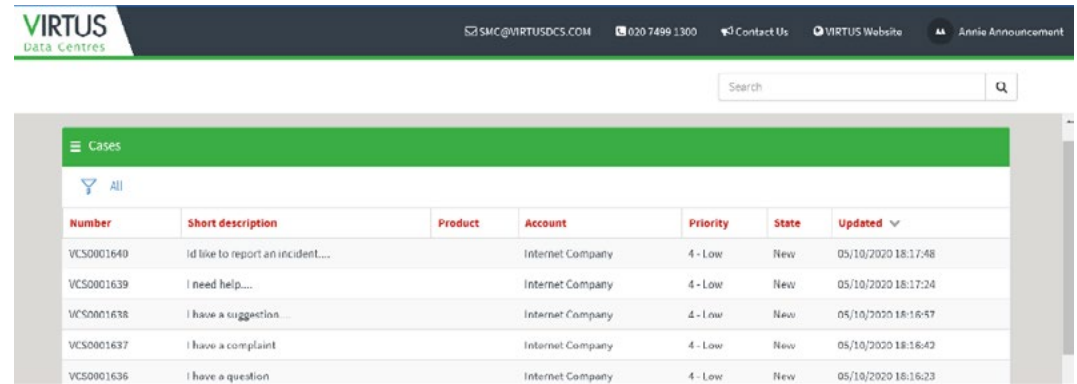 VIRTUS
Data Centres
SMC@VIRTUSDCS.COM 020 7499 1300 Contact Us VIRTUS Website AA Annie Announcement
Search
Cases
All
Number Short description Product Account Priority State Updated
VCS0001640 Id like to report an incident.... Internet Company 4 - Low New 05/10/2020 18:17:48
VCS0001639 I need help.... Internet Company 4 - Low New 05/10/2020 18:17:24
VCS0001638 I have a suggestion.... Internet Company 4 - Low New 05/10/2020 18:16:57
VCS0001637 I have a complaint Internet Company 4 - Low New 05/10/2020 18:16:42
VCS0001636 I have a question Internet Company 4 - Low New 05/10/2020 18:16:23